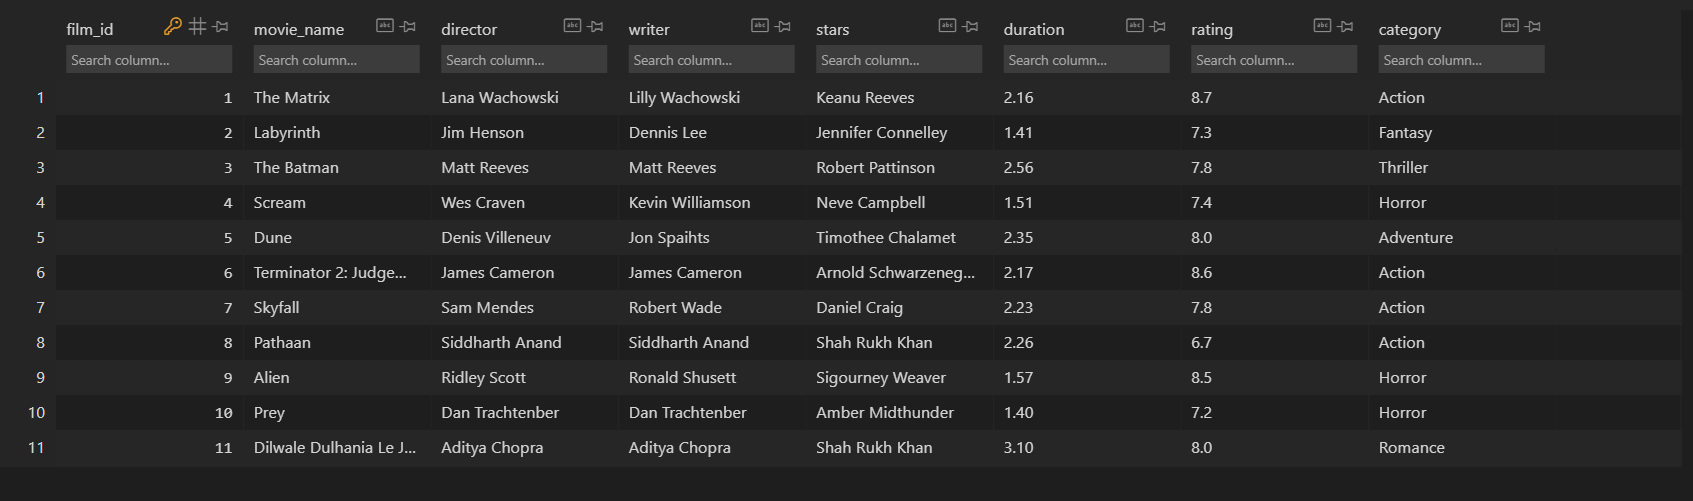 film_id movie_name director writer stars duration rating category
Search column... Search column... Search column... Search column... Search column... Search column... Search column... Search column...
1 1 The Matrix Lana Wachowski Lilly Wachowski Keanu Reeves 2.16 8.7 Action
2 2 Labyrinth Jim Henson Dennis Lee Jennifer Connelley 1.41 7.3 Fantasy
3 3 The Batman Matt Reeves Matt Reeves Robert Pattinson 2.56 7.8 Thriller
4 4 Scream Wes Craven Kevin Williamson Neve Campbell 1.51 7.4 Horror
5 5 Dune Denis Villeneuv Jon Spaihts Timothee Chalamet 2.35 8.0 Adventure
6 6 Terminator 2: Judge... James Cameron James Cameron Arnold Schwarzeneg... 2.17 8.6 Action
7 7 Skyfall Sam Mendes Robert Wade Daniel Craig 2.23 7.8 Action
8 8 Pathaan Siddharth Anand Siddharth Anand Shah Rukh Khan 2.26 6.7 Action
9 9 Alien Ridley Scott Ronald Shusett Sigourney Weaver 1.57 8.5 Horror
10 10 Prey Dan Trachtenber Dan Trachtenber Amber Midthunder 1.40 7.2 Horror
11 11 Dilwale Dulhania Le J... Aditya Chopra Aditya Chopra Shah Rukh Khan 3.10 8.0 Romance